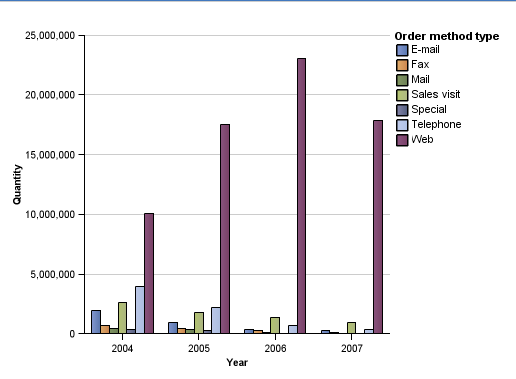 Order method type
E-mail
Fax
Mail
Sales visit
Special
Telephone
Web
Quantity
25,000,000
20,000,000
15,000,000
10,000,000
5,000,000
0
2004 2005 2006 2007
Year